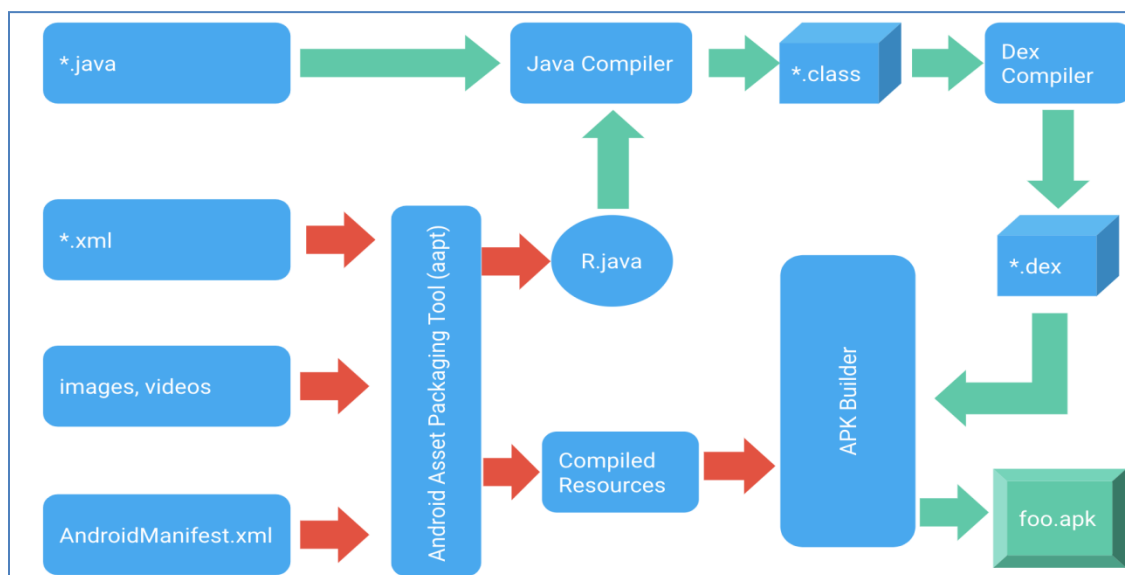 *.java
Java Compiler
*.class
Dex
Compiler
*.xml
Android Asset Packaging Tool (aapt)
R.java
*.dex
images, videos
APK Builder
Compiled
Resources
AndroidManifest.xml
foo.apk